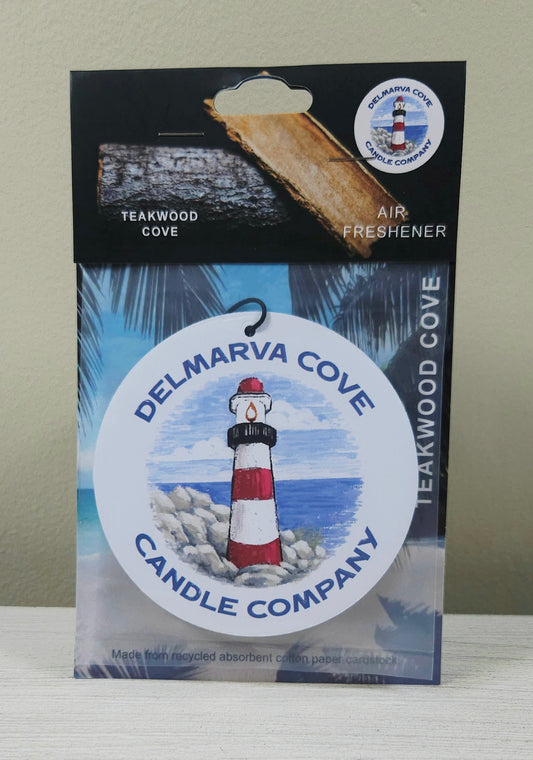 DELMARVA COVE
CANDLE COMPANY
TEAKWOOD
COVE
AIR
FRESHENER
TEAKWOOD COVE
DELMARVA COVE
CANDLE COMPANY
Made from recycled absorbent cotton paper cardstock